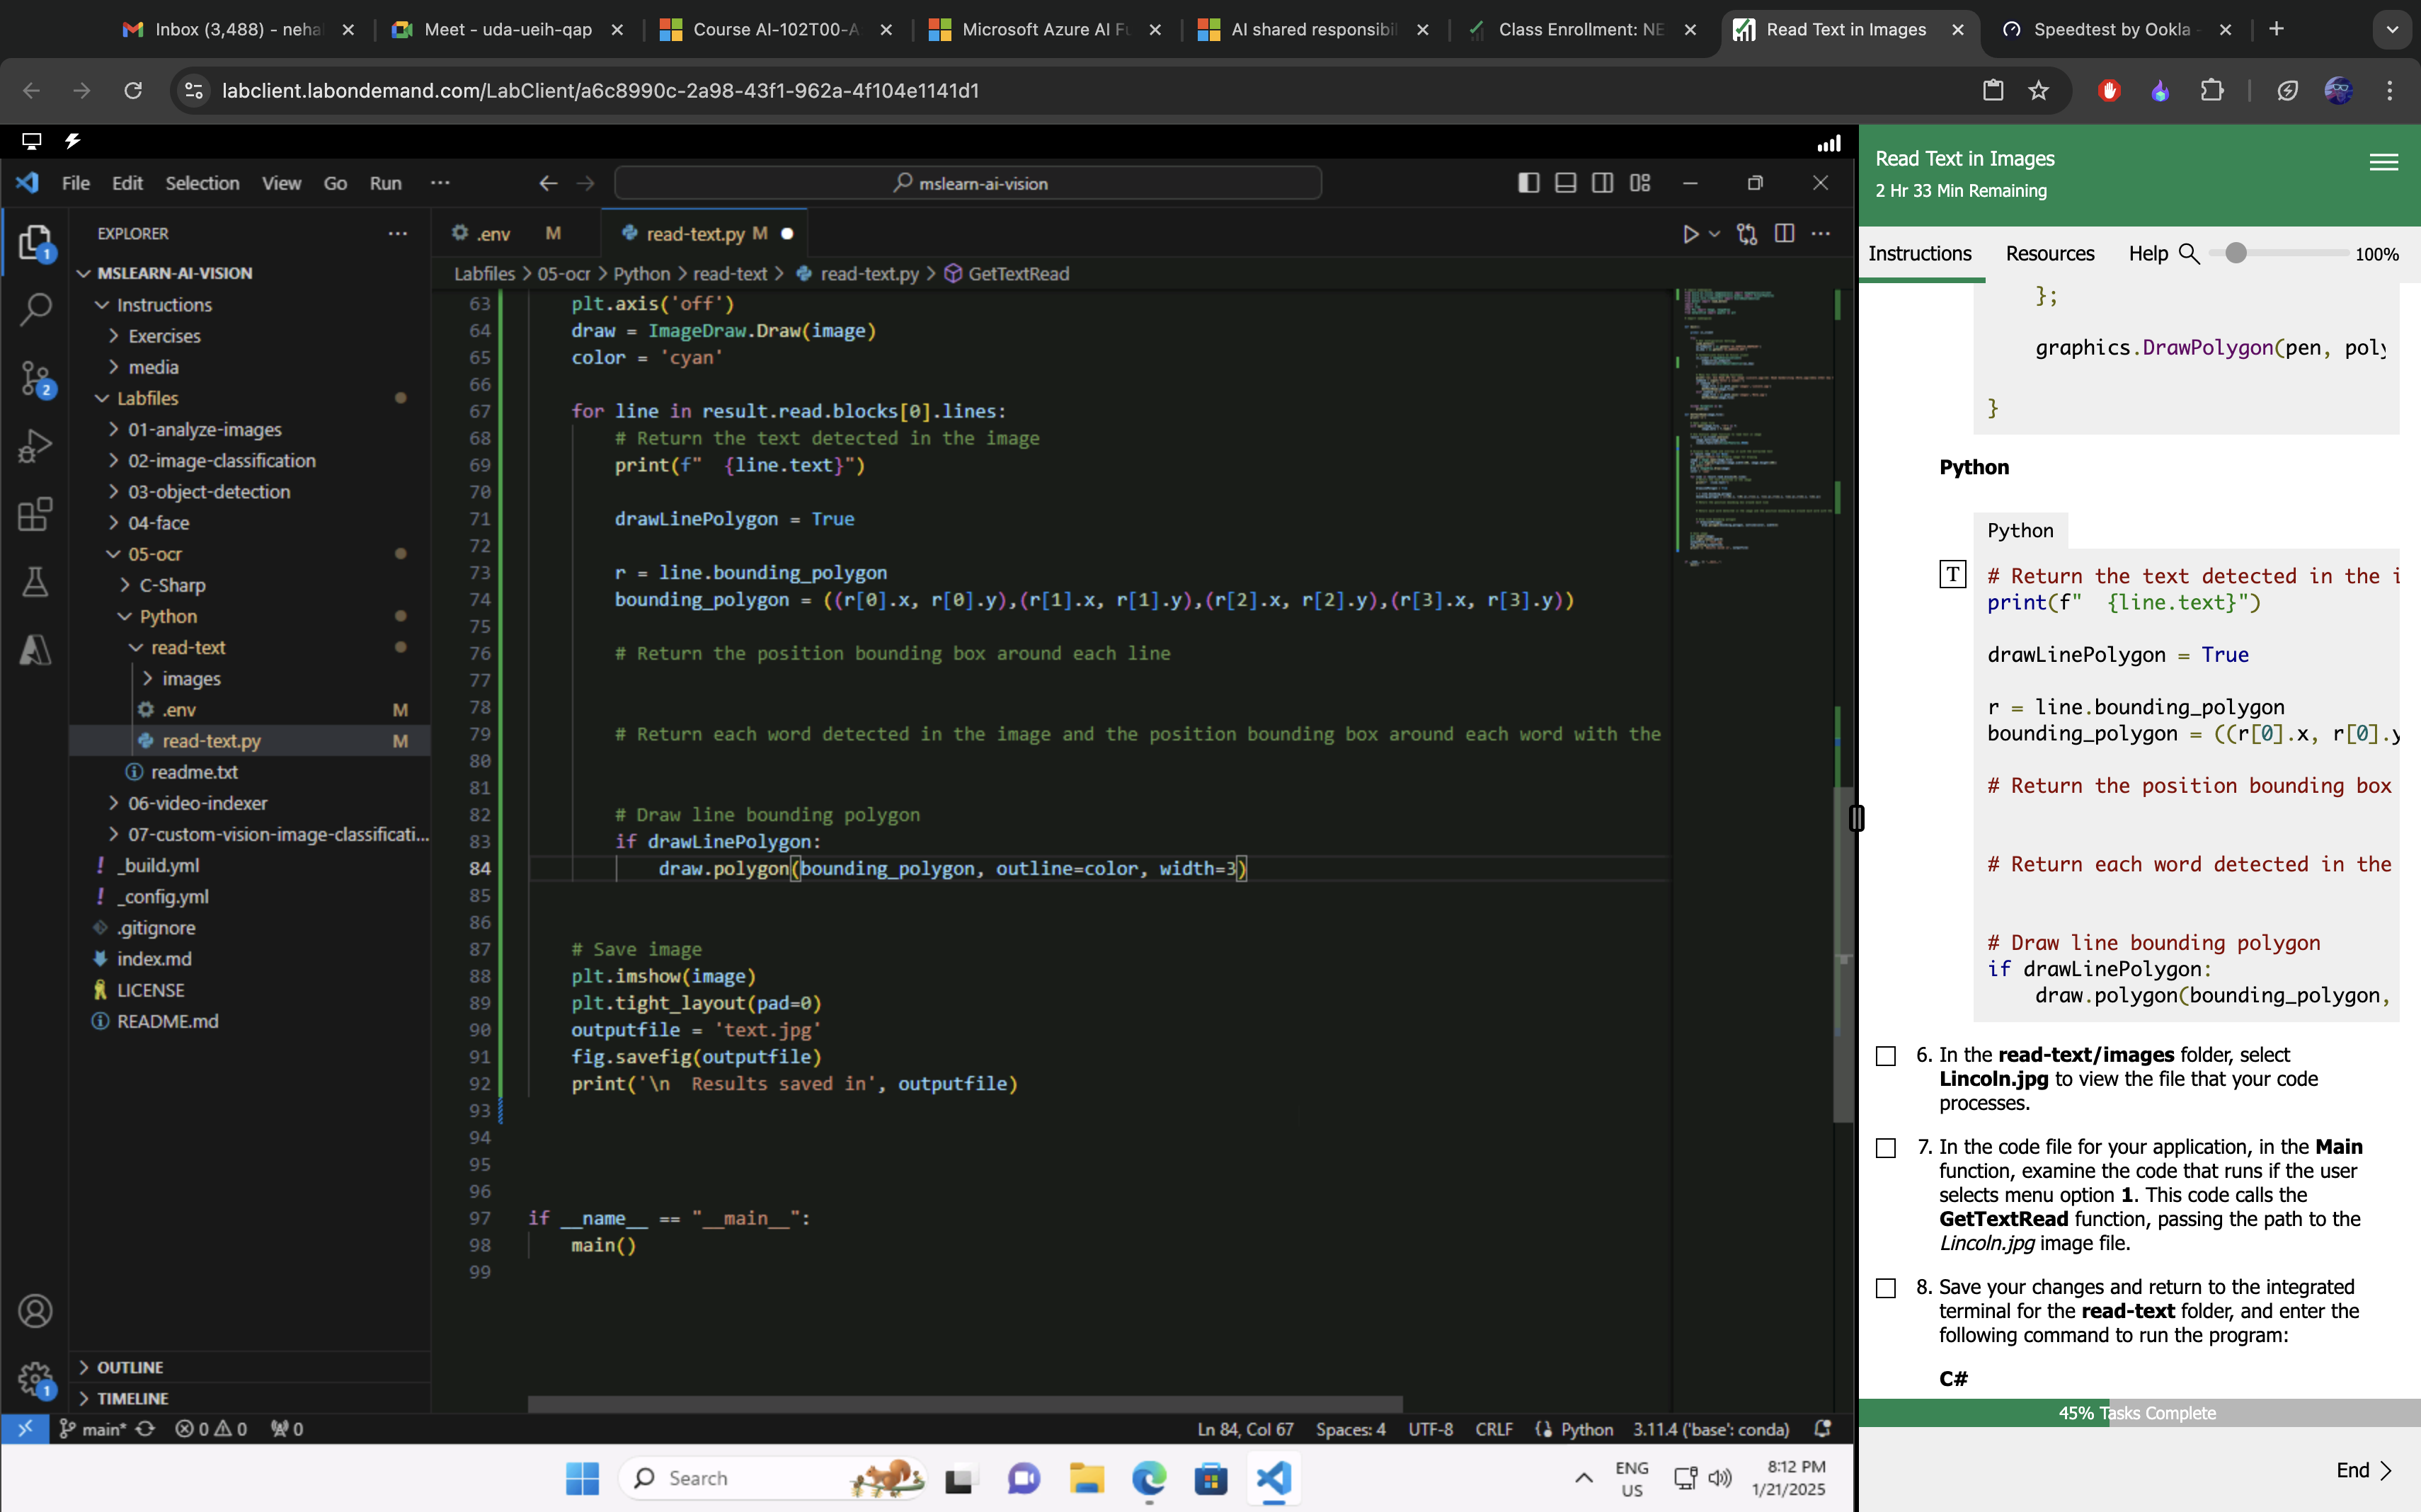 Inbox (3,488) - neha
Meet - uda-ueih-qap
Course AI-102T00-A
Microsoft Azure AI Fu
AI shared responsibil
Class Enrollment: NE
Read Text in Images
Speedtest by Ookla -
labclient.labondemand.com/LabClient/a6c8990c-2a98-43f1-962a-4f104e1141d1
File Edit Selection View Go Run ...
mslearn-ai-vision
EXPLORER
MSLEARN-AI-VISION
Instructions
Exercises
media
Labfiles
01-analyze-images
02-image-classification
03-object-detection
04-face
05-ocr
C-Sharp
Python
read-text
images
.env M
read-text.py M
readme.txt
06-video-indexer
07-custom-vision-image-classificati...
! _build.yml
! _config.yml
.gitignore
index.md
LICENSE
README.md
OUTLINE
TIMELINE
1
2
1
.env M
read-text.py M
Labfiles > 05-ocr > Python > read-text > read-text.py > GetTextRead
63 plt.axis('off')
64 draw = ImageDraw.Draw(image)
65 color = 'cyan'
66
67 for line in result.read.blocks[0].lines:
68 # Return the text detected in the image
69 print(f"  {line.text}")
70
71 drawLinePolygon = True
72
73 r = line.bounding_polygon
74 bounding_polygon = ((r[0].x, r[0].y),(r[1].x, r[1].y),(r[2].x, r[2].y),(r[3].x, r[3].y))
75
76 # Return the position bounding box around each line
77
78
79 # Return each word detected in the image and the position bounding box around each word with the
80
81
82 # Draw line bounding polygon
83 if drawLinePolygon:
84 draw.polygon(bounding_polygon, outline=color, width=3)
85
86
87 # Save image
88 plt.imshow(image)
89 plt.tight_layout(pad=0)
90 outputfile = 'text.jpg'
91 fig.savefig(outputfile)
92 print('\n  Results saved in', outputfile)
93
94
95
96
97 if __name__ == "__main__":
98 main()
99
main* 0 0 0
Ln 84, Col 67 Spaces: 4 UTF-8 CRLF Python 3.11.4 ('base': conda)
Search
ENG
US
8:12 PM
1/21/2025
Read Text in Images
2 Hr 33 Min Remaining
Instructions Resources Help 100%
};
graphics.DrawPolygon(pen, poly
}
Python
Python
T
# Return the text detected in the i
print(f"  {line.text}")
drawLinePolygon = True
r = line.bounding_polygon
bounding_polygon = ((r[0].x, r[0].y
# Return the position bounding box
# Return each word detected in the
# Draw line bounding polygon
if drawLinePolygon:
draw.polygon(bounding_polygon,
6. In the read-text/images folder, select
Lincoln.jpg to view the file that your code
processes.
7. In the code file for your application, in the Main
function, examine the code that runs if the user
selects menu option 1. This code calls the
GetTextRead function, passing the path to the
Lincoln.jpg image file.
8. Save your changes and return to the integrated
terminal for the read-text folder, and enter the
following command to run the program:
C#
45% Tasks Complete
End